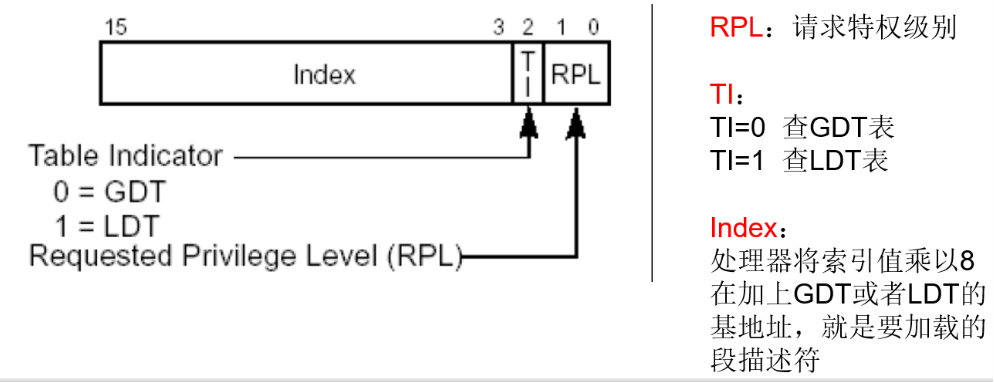 15 3 2 1 0
Index TI RPL
Table Indicator
0 = GDT
1 = LDT
Requested Privilege Level (RPL)
RPL：请求特权级别
TI：
TI=0 查GDT表
TI=1 查LDT表
Index：
处理器将索引值乘以8
在加上GDT或者LDT的
基地址，就是要加载的
段描述符